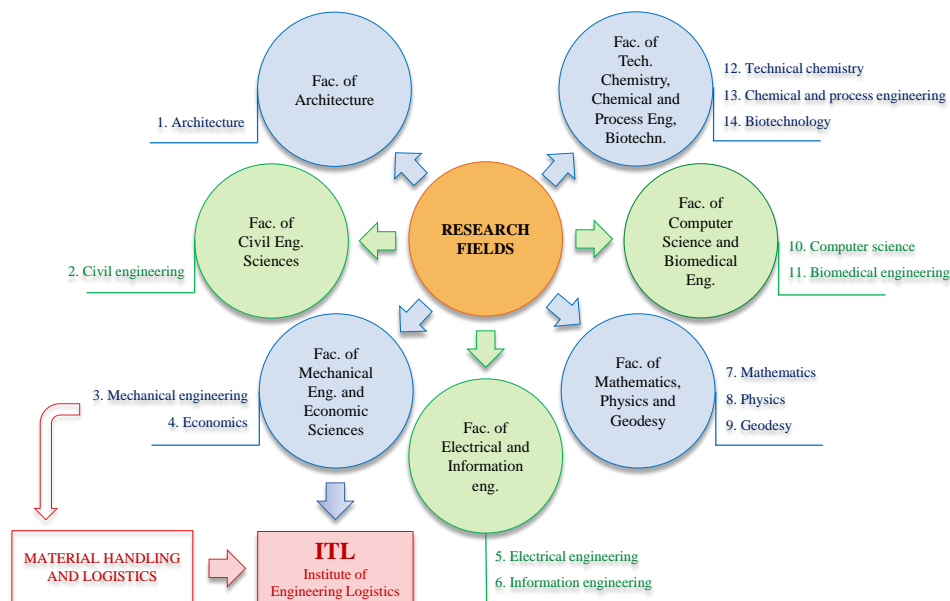 Fac. of
Architecture
1. Architecture
Fac. of
Tech.
Chemistry,
Chemical and
Process Eng,
Biotechn.
12. Technical chemistry
13. Chemical and process engineering
14. Biotechnology
Fac. of
Civil Eng.
Sciences
2. Civil engineering
RESEARCH
FIELDS
Fac. of
Computer
Science and
Biomedical
Eng.
10. Computer science
11. Biomedical engineering
Fac. of
Mechanical
Eng. and
Economic
Sciences
3. Mechanical engineering
4. Economics
Fac. of
Electrical and
Information
eng.
5. Electrical engineering
6. Information engineering
Fac. of
Mathematics,
Physics and
Geodesy
7. Mathematics
8. Physics
9. Geodesy
MATERIAL HANDLING
AND LOGISTICS
ITL
Institute of
Engineering Logistics